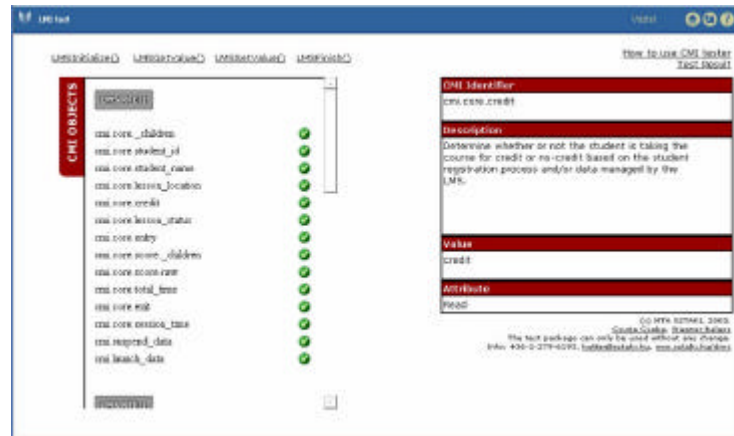 LMS test
LMSInitialize() LMSGetValue() LMSSetValue() LMSFinish()
How to use CMI tester
Test Result
CMI OBJECTS
cmi.core._children
cmi.core.student_id
cmi.core.student_name
cmi.core.lesson_location
cmi.core.credit
cmi.core.lesson_status
cmi.core.entry
cmi.core.score._children
cmi.core.score.raw
cmi.core.total_time
cmi.core.exit
cmi.core.session_time
cmi.suspend_data
cmi.launch_data
CMI Identifier
cmi.core.credit
Description
Determine whether or not the student is taking the
course for credit or no-credit based on the student
registration process and/or data managed by the
LMS.
Value
credit
Attribute
Read
(c) MTA SZTAKI, 2003.
The test package can only be used without any change.